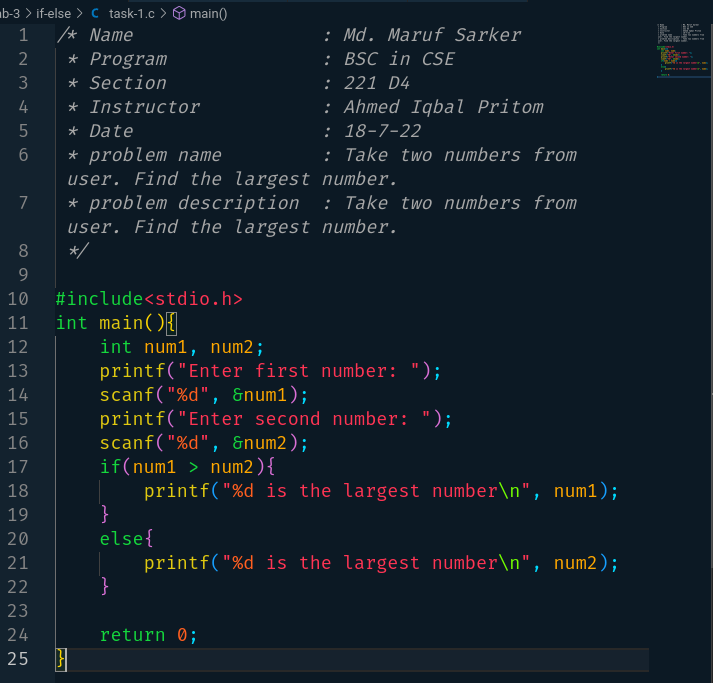 ab-3 > if-else > C task-1.c > main()
1 /* Name : Md. Maruf Sarker
2 * Program : BSC in CSE
3 * Section : 221 D4
4 * Instructor : Ahmed Iqbal Pritom
5 * Date : 18-7-22
6 * problem name : Take two numbers from
user. Find the largest number.
7 * problem description : Take two numbers from
user. Find the largest number.
8 */
9
10 #include<stdio.h>
11 int main(){
12 int num1, num2;
13 printf("Enter first number: ");
14 scanf("%d", &num1);
15 printf("Enter second number: ");
16 scanf("%d", &num2);
17 if(num1 > num2){
18 printf("%d is the largest number\n", num1);
19 }
20 else{
21 printf("%d is the largest number\n", num2);
22 }
23
24 return 0;
25 }